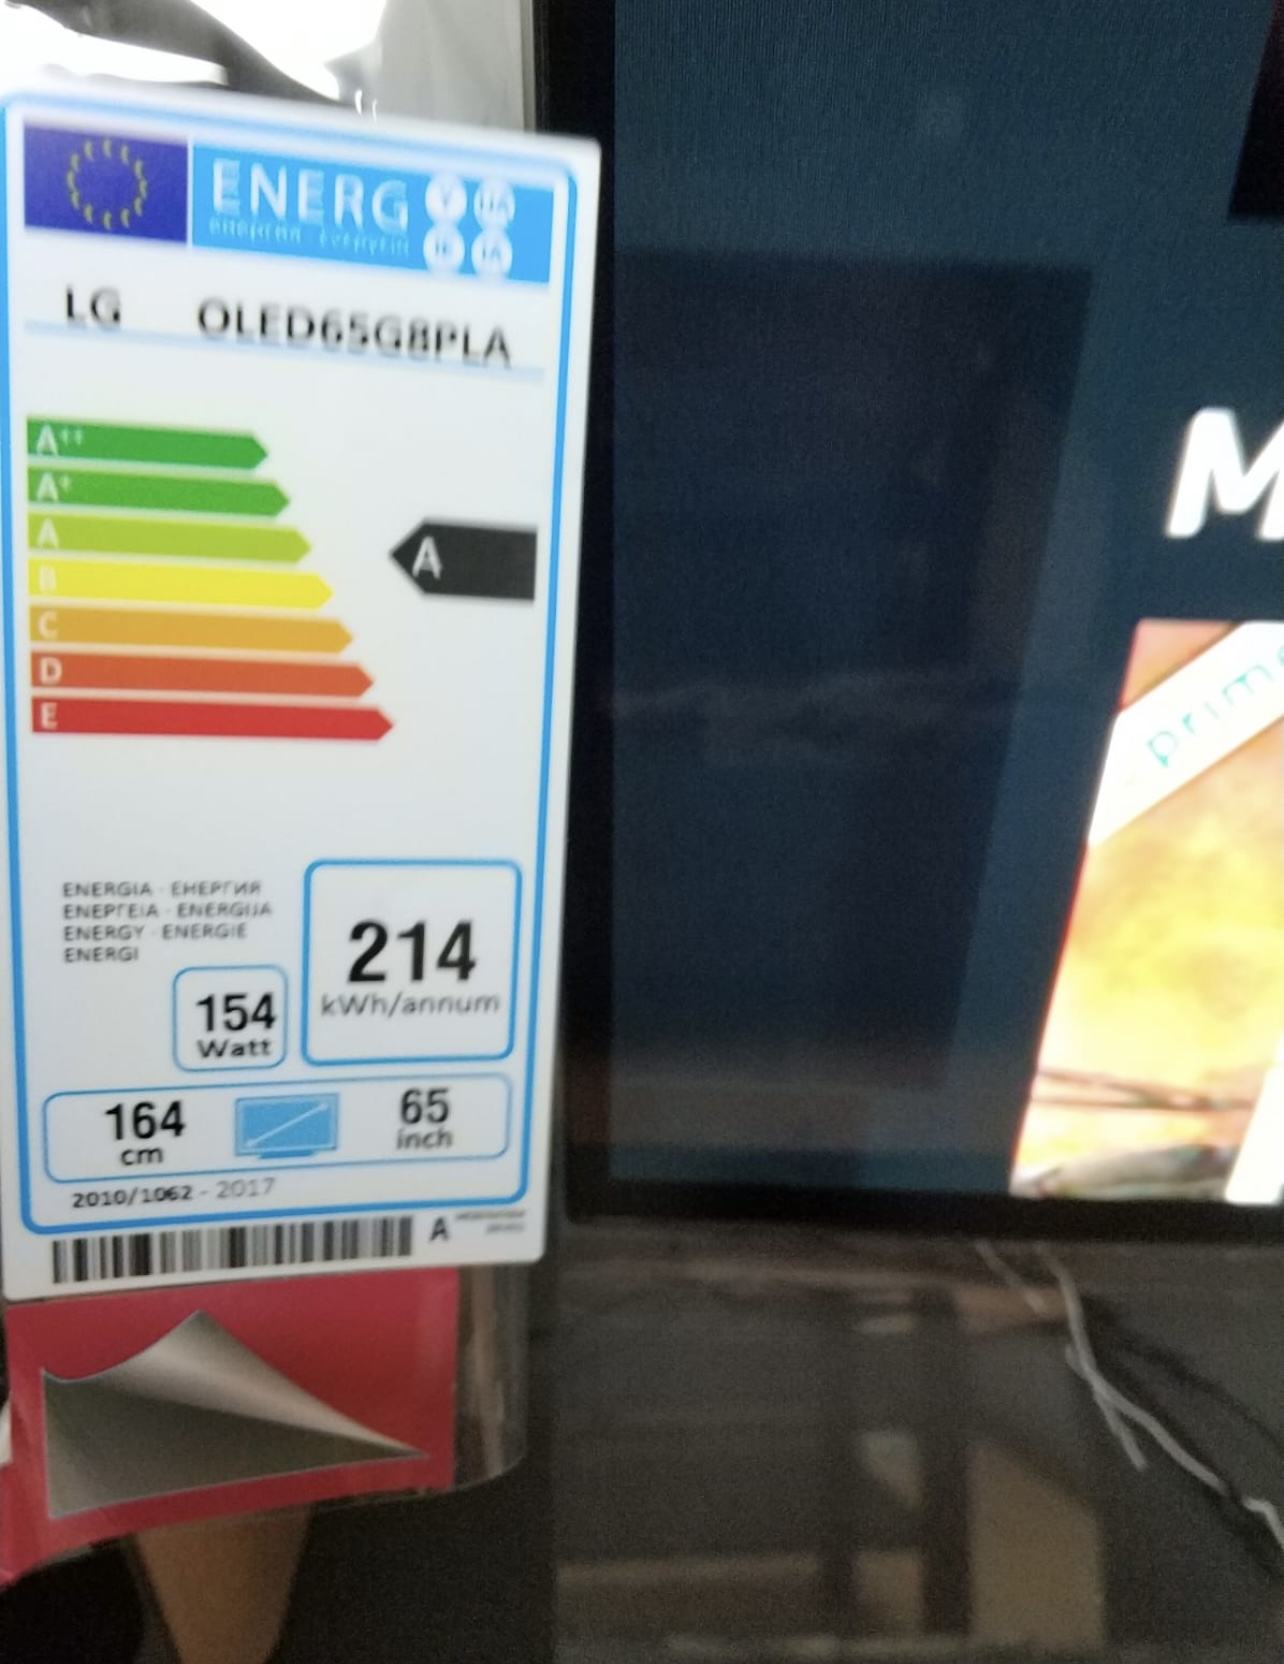 ENERG
LG OLED65G8PLA
A++
A+
A
A
B
C
D
E
ENERGIA · ЕНЕРГИЯ
ΕΝΕΡΓΕΙΑ · ENERGIJA
ENERGY · ENERGIE
ENERGI
214
kWh/annum
154
Watt
164
cm
65
inch
2010/1062 - 2017
A
M
prime